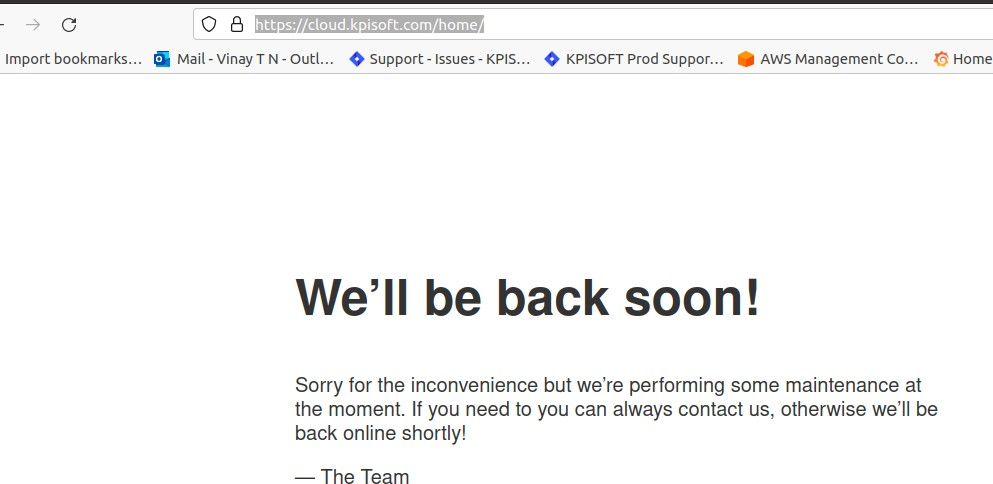 https://cloud.kpisoft.com/home/
Import bookmarks… Mail - Vinay T N - Outl… Support - Issues - KPIS… KPISOFT Prod Suppor… AWS Management Co… Home
We’ll be back soon!
Sorry for the inconvenience but we’re performing some maintenance at
the moment. If you need to you can always contact us, otherwise we’ll be
back online shortly!
— The Team